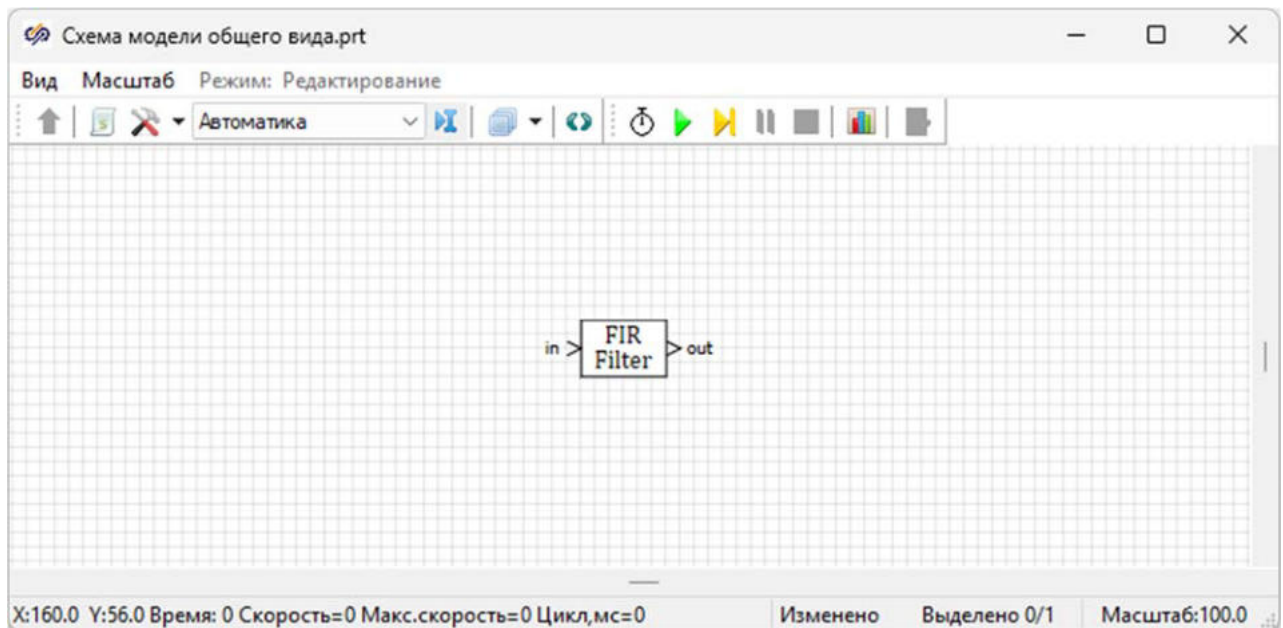 Схема модели общего вида.prt
Вид Масштаб Режим: Редактирование
Автоматика
in FIR out
Filter
X:160.0 Y:56.0 Время: 0 Скорость=0 Макс.скорость=0 Цикл,мс=0 Изменено Выделено 0/1 Масштаб:100.0